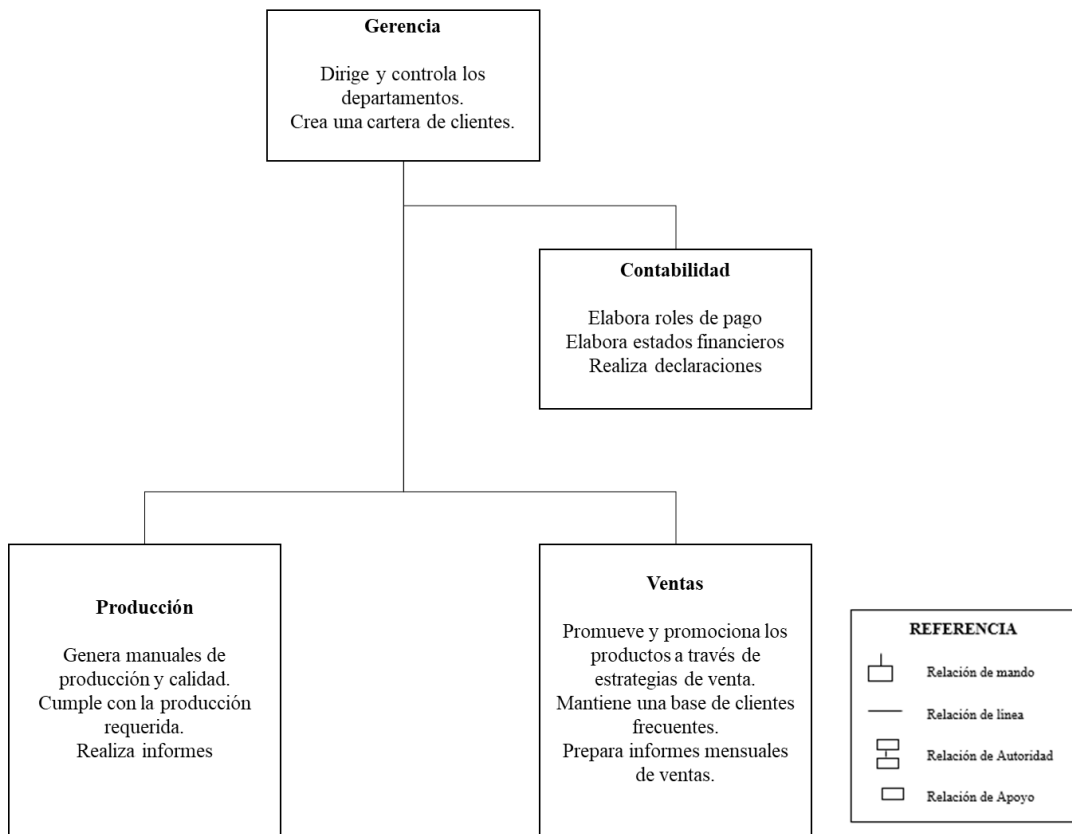 Gerencia
Dirige y controla los
departamentos.
Crea una cartera de clientes.
Contabilidad
Elabora roles de pago
Elabora estados financieros
Realiza declaraciones
Producción
Genera manuales de
producción y calidad.
Cumple con la producción
requerida.
Realiza informes
Ventas
Promueve y promociona los
productos a través de
estrategias de venta.
Mantiene una base de clientes
frecuentes.
Prepara informes mensuales
de ventas.
REFERENCIA
Relación de mando
Relación de línea
Relación de Autoridad
Relación de Apoyo